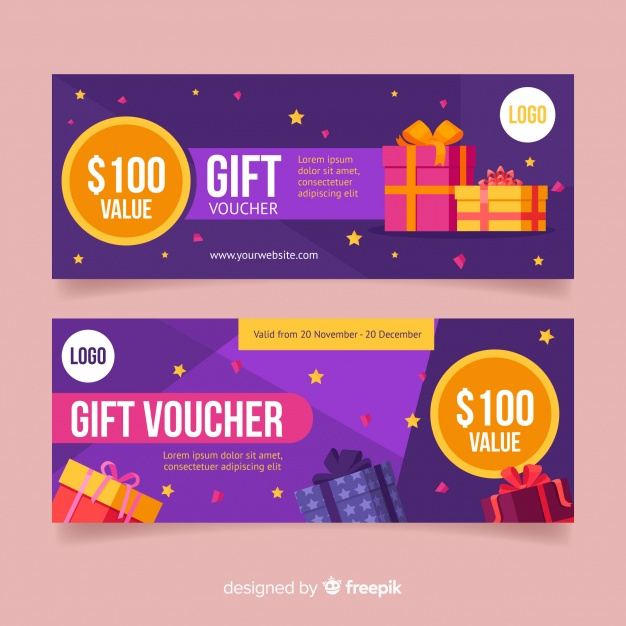 $100
VALUE
GIFT
VOUCHER
Lorem ipsum
dolor sit amet,
consectetuer
adipiscing elit
LOGO
www.yourwebsite.com
Valid from 20 November - 20 December
LOGO
GIFT VOUCHER
Lorem ipsum dolor sit amet,
consectetuer adipiscing elit
$100
VALUE
designed by freepik